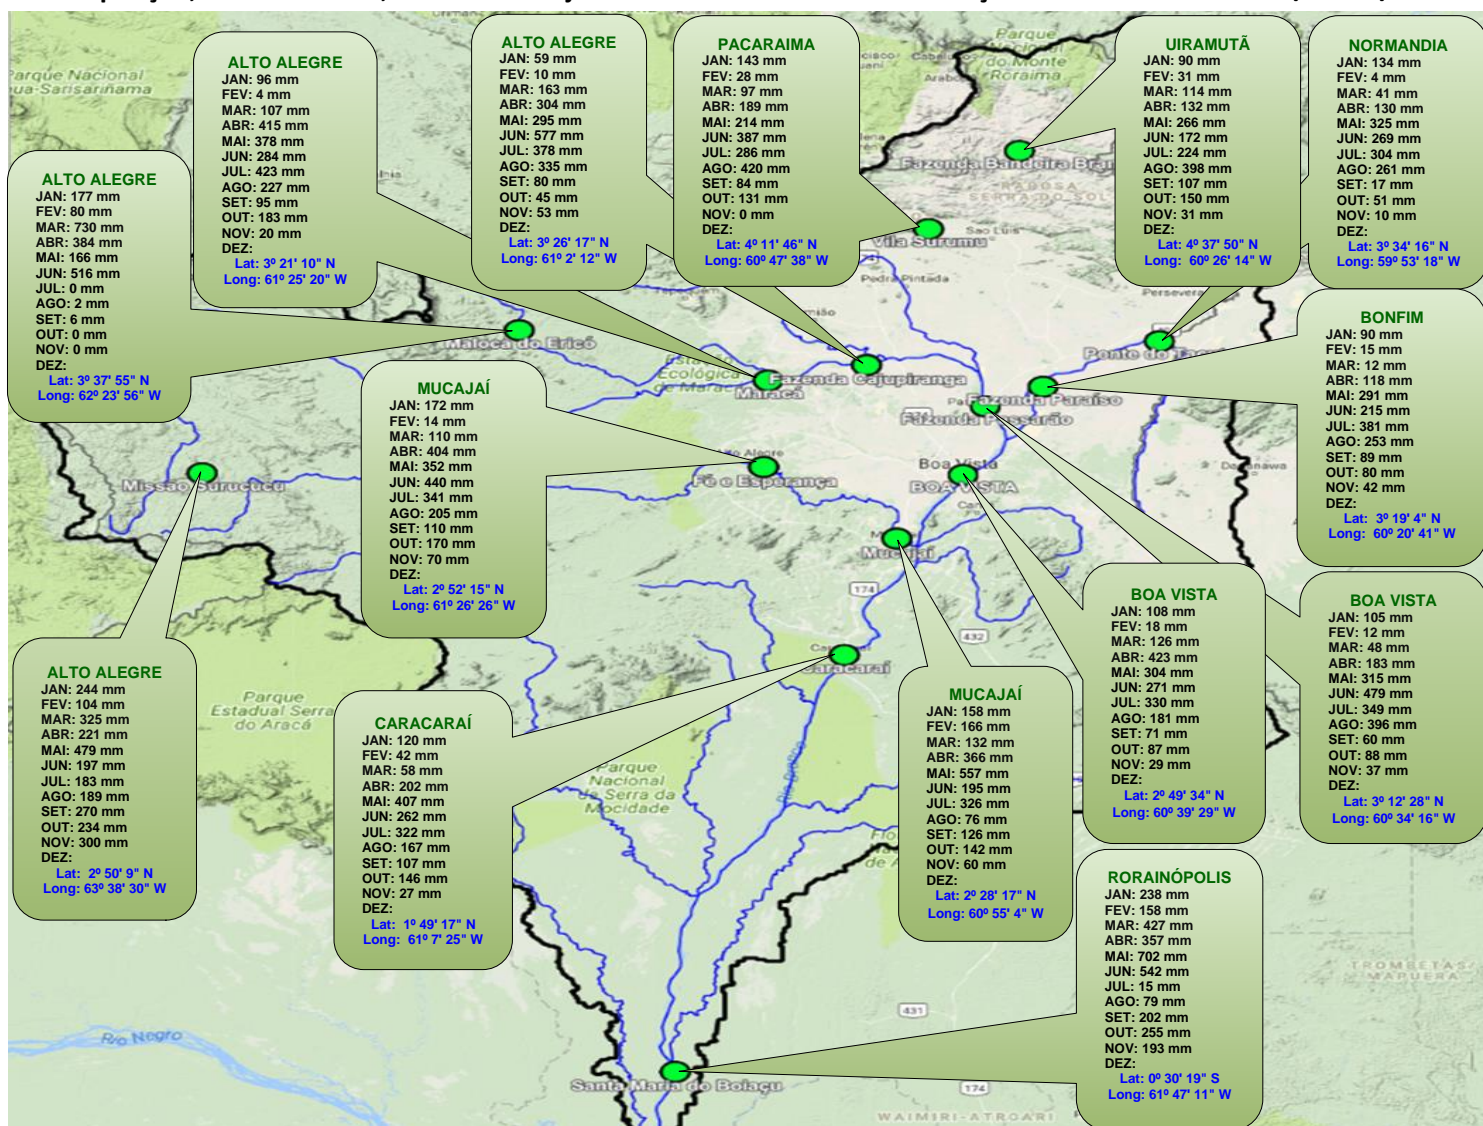 ALTO ALEGRE
JAN: 96 mm
FEV: 4 mm
MAR: 107 mm
ABR: 415 mm
MAI: 378 mm
JUN: 284 mm
JUL: 423 mm
AGO: 227 mm
SET: 95 mm
OUT: 183 mm
NOV: 20 mm
DEZ:
Lat: 3º 21' 10" N
Long: 61º 25' 20" W
ALTO ALEGRE
JAN: 59 mm
FEV: 10 mm
MAR: 163 mm
ABR: 304 mm
MAI: 295 mm
JUN: 577 mm
JUL: 378 mm
AGO: 335 mm
SET: 80 mm
OUT: 45 mm
NOV: 53 mm
DEZ:
Lat: 3º 26' 17" N
Long: 61º 2' 12" W
PACARAIMA
JAN: 143 mm
FEV: 28 mm
MAR: 97 mm
ABR: 189 mm
MAI: 214 mm
JUN: 387 mm
JUL: 286 mm
AGO: 420 mm
SET: 84 mm
OUT: 131 mm
NOV: 0 mm
DEZ:
Lat: 4º 11' 46" N
Long: 60º 47' 38" W
UIRAMUTÃ
JAN: 90 mm
FEV: 31 mm
MAR: 114 mm
ABR: 132 mm
MAI: 266 mm
JUN: 172 mm
JUL: 224 mm
AGO: 398 mm
SET: 107 mm
OUT: 150 mm
NOV: 31 mm
DEZ:
Lat: 4º 37' 50" N
Long: 60º 26' 14" W
NORMANDIA
JAN: 134 mm
FEV: 4 mm
MAR: 41 mm
ABR: 130 mm
MAI: 325 mm
JUN: 269 mm
JUL: 304 mm
AGO: 261 mm
SET: 17 mm
OUT: 51 mm
NOV: 10 mm
DEZ:
Lat: 3º 34' 16" N
Long: 59º 53' 18" W
ALTO ALEGRE
JAN: 177 mm
FEV: 80 mm
MAR: 730 mm
ABR: 384 mm
MAI: 166 mm
JUN: 516 mm
JUL: 0 mm
AGO: 2 mm
SET: 6 mm
OUT: 0 mm
NOV: 0 mm
DEZ:
Lat: 3º 37' 55" N
Long: 62º 23' 56" W
BONFIM
JAN: 90 mm
FEV: 15 mm
MAR: 12 mm
ABR: 118 mm
MAI: 291 mm
JUN: 215 mm
JUL: 381 mm
AGO: 253 mm
SET: 89 mm
OUT: 80 mm
NOV: 42 mm
DEZ:
Lat: 3º 19' 4" N
Long: 60º 20' 41" W
MUCAJAÍ
JAN: 172 mm
FEV: 14 mm
MAR: 110 mm
ABR: 404 mm
MAI: 352 mm
JUN: 440 mm
JUL: 341 mm
AGO: 205 mm
SET: 110 mm
OUT: 170 mm
NOV: 70 mm
DEZ:
Lat: 2º 52' 15" N
Long: 61º 26' 26" W
BOA VISTA
JAN: 108 mm
FEV: 18 mm
MAR: 126 mm
ABR: 423 mm
MAI: 304 mm
JUN: 271 mm
JUL: 330 mm
AGO: 181 mm
SET: 71 mm
OUT: 87 mm
NOV: 29 mm
DEZ:
Lat: 2º 49' 34" N
Long: 60º 39' 29" W
BOA VISTA
JAN: 105 mm
FEV: 12 mm
MAR: 48 mm
ABR: 183 mm
MAI: 315 mm
JUN: 479 mm
JUL: 349 mm
AGO: 396 mm
SET: 60 mm
OUT: 88 mm
NOV: 37 mm
DEZ:
Lat: 3º 12' 28" N
Long: 60º 34' 16" W
ALTO ALEGRE
JAN: 244 mm
FEV: 104 mm
MAR: 325 mm
ABR: 221 mm
MAI: 479 mm
JUN: 197 mm
JUL: 183 mm
AGO: 189 mm
SET: 270 mm
OUT: 234 mm
NOV: 300 mm
DEZ:
Lat: 2º 50' 9" N
Long: 63º 38' 30" W
CARACARAÍ
JAN: 120 mm
FEV: 42 mm
MAR: 58 mm
ABR: 202 mm
MAI: 407 mm
JUN: 262 mm
JUL: 322 mm
AGO: 167 mm
SET: 107 mm
OUT: 146 mm
NOV: 27 mm
DEZ:
Lat: 1º 49' 17" N
Long: 61º 7' 25" W
MUCAJAÍ
JAN: 158 mm
FEV: 166 mm
MAR: 132 mm
ABR: 366 mm
MAI: 557 mm
JUN: 195 mm
JUL: 326 mm
AGO: 76 mm
SET: 126 mm
OUT: 142 mm
NOV: 60 mm
DEZ:
Lat: 2º 28' 17" N
Long: 60º 55' 4" W
RORAINÓPOLIS
JAN: 238 mm
FEV: 158 mm
MAR: 427 mm
ABR: 357 mm
MAI: 702 mm
JUN: 542 mm
JUL: 15 mm
AGO: 79 mm
SET: 202 mm
OUT: 255 mm
NOV: 193 mm
DEZ:
Lat: 0º 30' 19" S
Long: 61º 47' 11" W
Parque
do Monte
Roraima
Vila Surumu
Maloca do Ericó
Fazenda Cajupiranga
Maracá
Fazenda Paraíso
Fazenda Passarão
Missão Surucucu
Fé e Esperança
Boa Vista
BOA VISTA
Mucajaí
174
432
Caracaraí
Parque
Estadual Serra
do Aracá
Parque
Nacional
da Serra da
Mocidade
Rio Negro
431
174
Santa Maria do Boiaçu
WAIMIRI-ATROARI
TROMBETAS/
MAPUERA